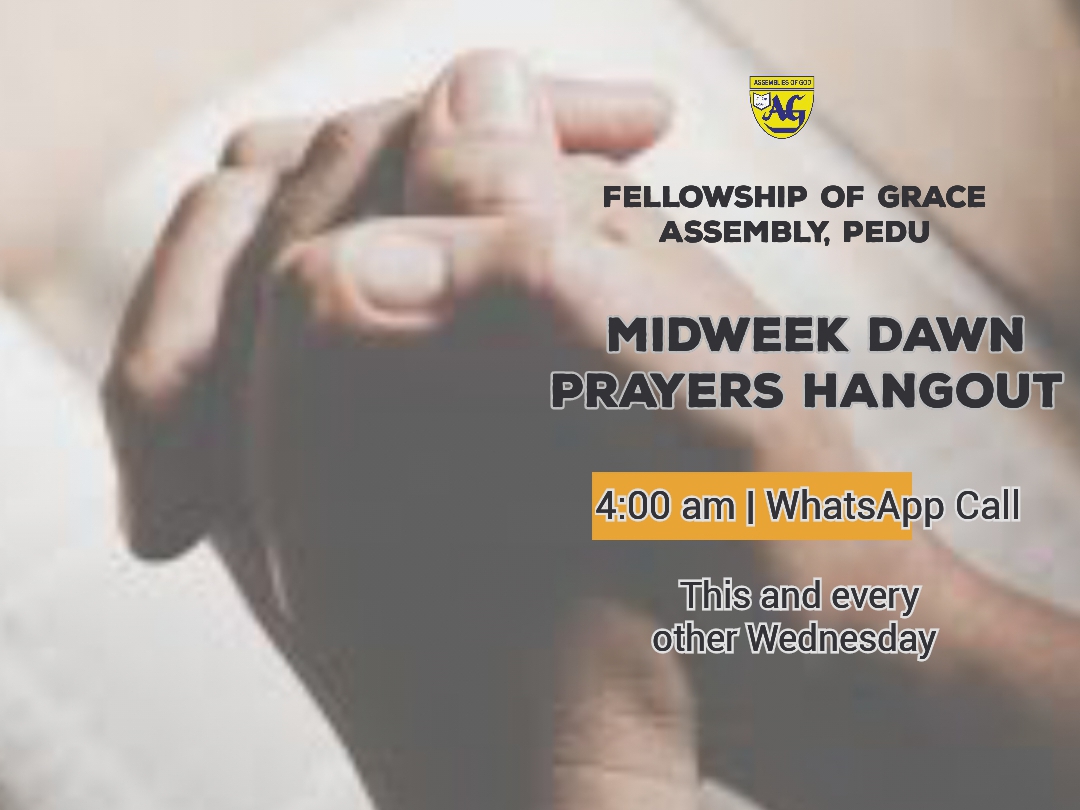 ASSEMBLIES OF GOD
AG
FELLOWSHIP OF GRACE
ASSEMBLY, PEDU
MIDWEEK DAWN
PRAYERS HANGOUT
4:00 am | WhatsApp Call
This and every
other Wednesday